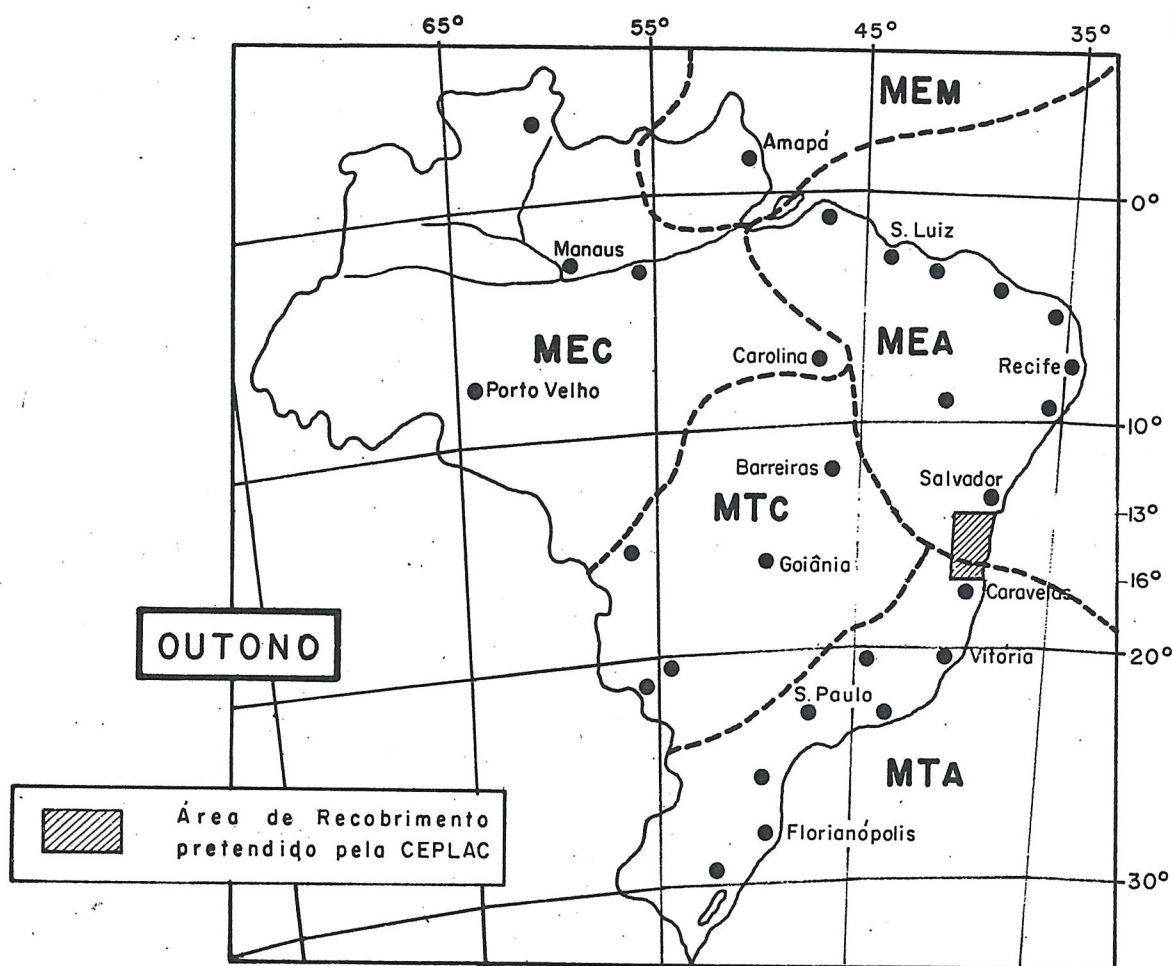 65° 55° 45° 35°
MEM
Amapá
0°
S. Luiz
Manaus
MEC
MEA
Carolina
Recife
Porto Velho
10°
Barreiras
Salvador
MTC
13°
Goiânia
16°
Caravelas
OUTONO
20°
Vitória
S. Paulo
MTA
Área de Recobrimento
pretendido pela CEPLAC
Florianópolis
30°